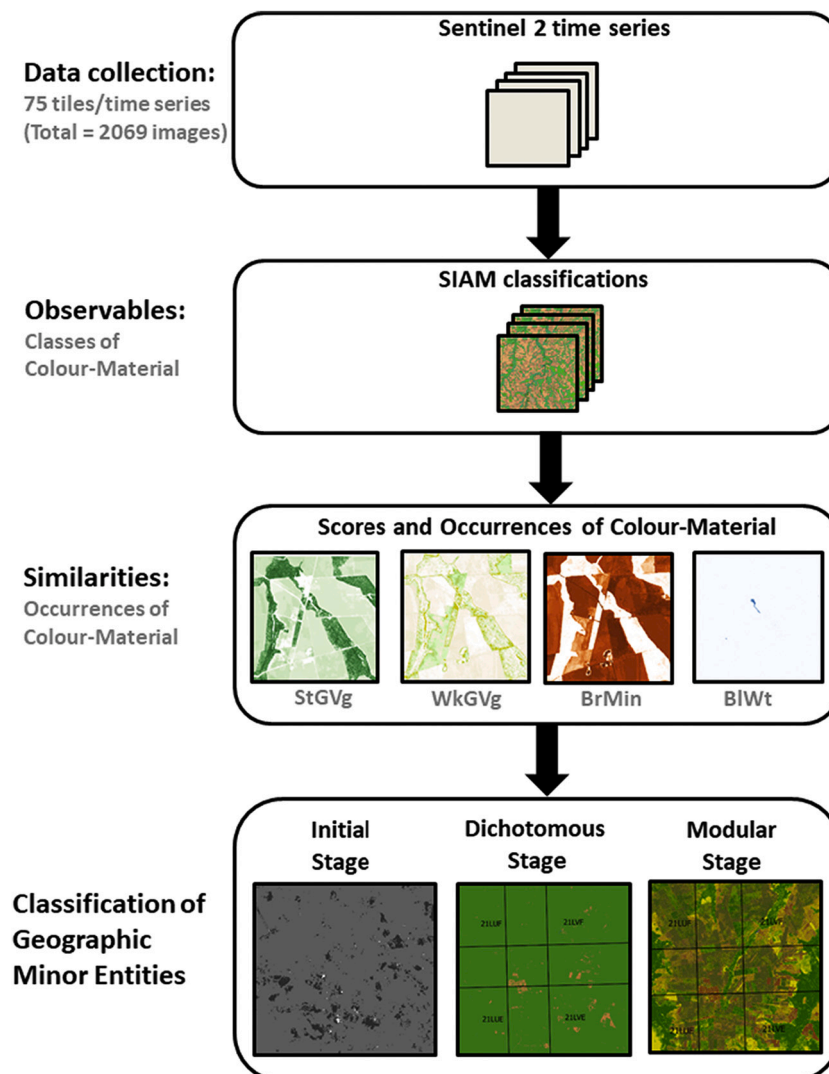 Sentinel 2 time series
Data collection:
75 tiles/time series
(Total = 2069 images)
SIAM classifications
Observables:
Classes of
Colour-Material
Scores and Occurrences of Colour-Material
Similarities:
Occurrences of
Colour-Material
StGVg
WkGVg
BrMin
BlWt
Initial
Stage
Dichotomous
Stage
Modular
Stage
Classification of
Geographic
Minor Entities
21LUF
21LVF
21LUE
21LVE
21LUF
21LVF
21LUE
21LVE